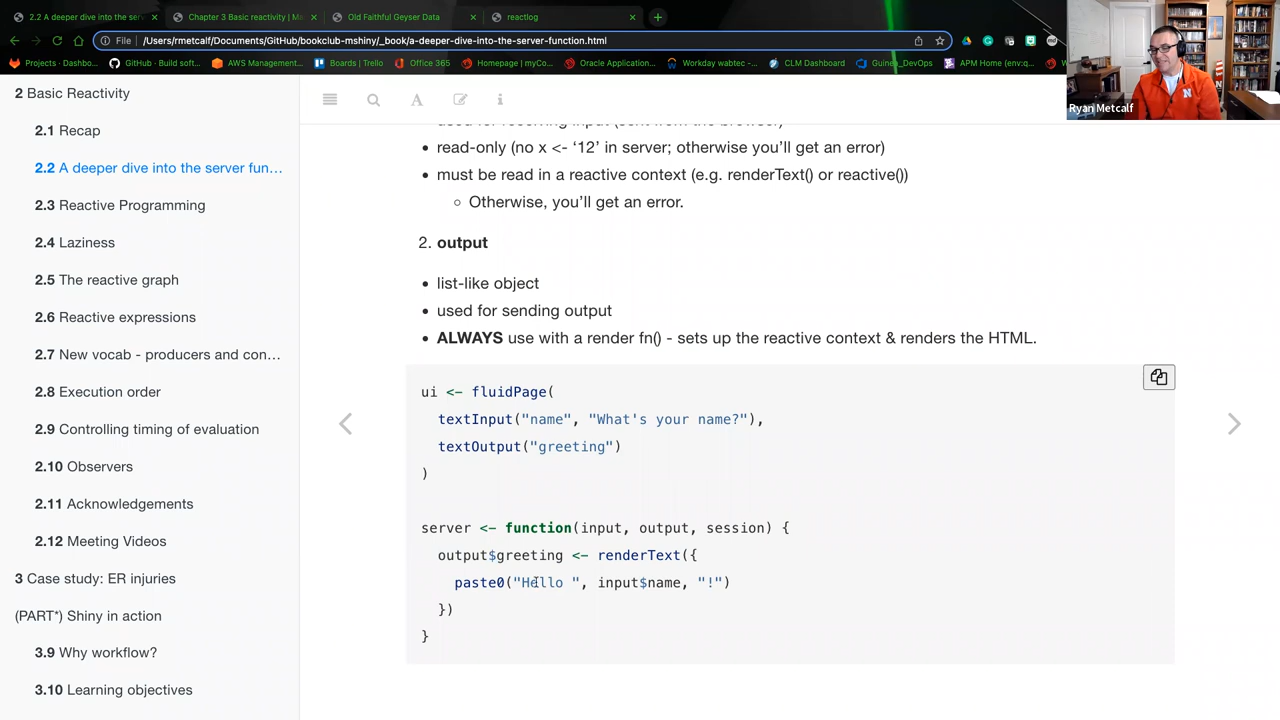 2.2 A deeper dive into the ser
Chapter 3 Basic reactivity | Ma
Old Faithful Geyser Data
reactlog
File | /Users/rmetcalf/Documents/GitHub/bookclub-mshiny/_book/a-deeper-dive-into-the-server-function.html
Projects · Dashbo...
GitHub · Build soft...
AWS Management...
Boards | Trello
Office 365
Homepage | myCo...
Oracle Application...
Workday wabtec -...
CLM Dashboard
Guinea_DevOps
APM Home (env:q...
Ryan Metcalf
2 Basic Reactivity
2.1 Recap
2.2 A deeper dive into the server fun...
2.3 Reactive Programming
2.4 Laziness
2.5 The reactive graph
2.6 Reactive expressions
2.7 New vocab - producers and con...
2.8 Execution order
2.9 Controlling timing of evaluation
2.10 Observers
2.11 Acknowledgements
2.12 Meeting Videos
3 Case study: ER injuries
(PART*) Shiny in action
3.9 Why workflow?
3.10 Learning objectives
used for receiving input (sent from the browser)
• read-only (no x <- ‘12’ in server; otherwise you’ll get an error)
• must be read in a reactive context (e.g. renderText() or reactive())
Otherwise, you’ll get an error.
2. output
• list-like object
• used for sending output
• ALWAYS use with a render fn() - sets up the reactive context & renders the HTML.
ui <- fluidPage(
textInput("name", "What's your name?"),
textOutput("greeting")
)
server <- function(input, output, session) {
output$greeting <- renderText({
paste0("Hello ", input$name, "!")
})
}